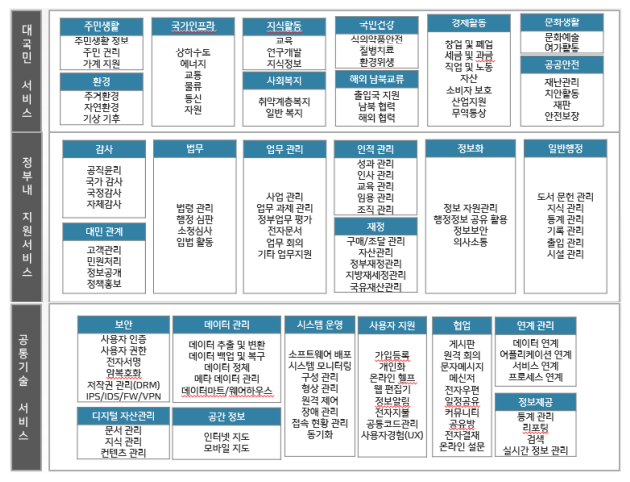 대국민 서비스
주민생활
주민생활 정보
주민 권리
가계 지원
환경
주거환경
자연환경
기상 기후
국가인프라
상하수도
에너지
교통
물류
통신
자원
지식활동
교육
연구개발
지식정보
사회복지
취약계층복지
일반 복지
국민건강
식의약품안전
질병치료
환경위생
해외 남북교류
출입국 지원
남북 협력
해외 협력
경제활동
창업 및 폐업
세금 및 과금
직업 및 노동
자산
소비자 보호
산업지원
무역통상
문화생활
문화예술
여가활동
공공안전
재난관리
치안활동
재판
안전보장
정부내 지원서비스
감사
공직윤리
국가 감사
국정감사
자체감사
대민 관계
고객관리
민원처리
정보공개
정책홍보
법무
법령 관리
행정 심판
소정심사
입법 활동
업무 관리
사업 관리
업무 과제 관리
정부업무 평가
전자문서
업무 회의
기타 업무지원
인적 관리
성과 관리
인사 관리
교육 관리
임용 관리
조직 관리
재정
구매/조달 관리
자산관리
정부재정관리
지방재세정관리
국유재산관리
정보화
정보 자원관리
행정정보 공유 활용
정보보안
의사소통
일반행정
도서 문헌 관리
지식 관리
통계 관리
기록 관리
출입 관리
시설 관리
공통기술 서비스
보안
사용자 인증
사용자 권한
전자서명
암복호화
저작권 관리(DRM)
IPS/IDS/FW/VPN
디지털 자산관리
문서 관리
지식 관리
컨텐츠 관리
데이터 관리
데이터 추출 및 변환
데이터 백업 및 복구
데이터 정체
메타 데이터 관리
데이터마트/웨어하우스
공간 정보
인터넷 지도
모바일 지도
시스템 운영
소프트웨어 배포
시스템 모니터링
구성 관리
형상 관리
원격 제어
장애 관리
접속 현황 관리
동기화
사용자 지원
가입등록
개인화
온라인 헬프
웹 편집기
정보알림
전자지불
공통코드관리
사용자경험(UX)
협업
게시판
원격 회의
문자메시지
메신저
전자우편
일정공유
커뮤니티
공유방
전자결재
온라인 설문
연계 관리
데이터 연계
어플리케이션 연계
서비스 연계
프로세스 연계
정보제공
통계 관리
리포팅
검색
실시간 정보 관리